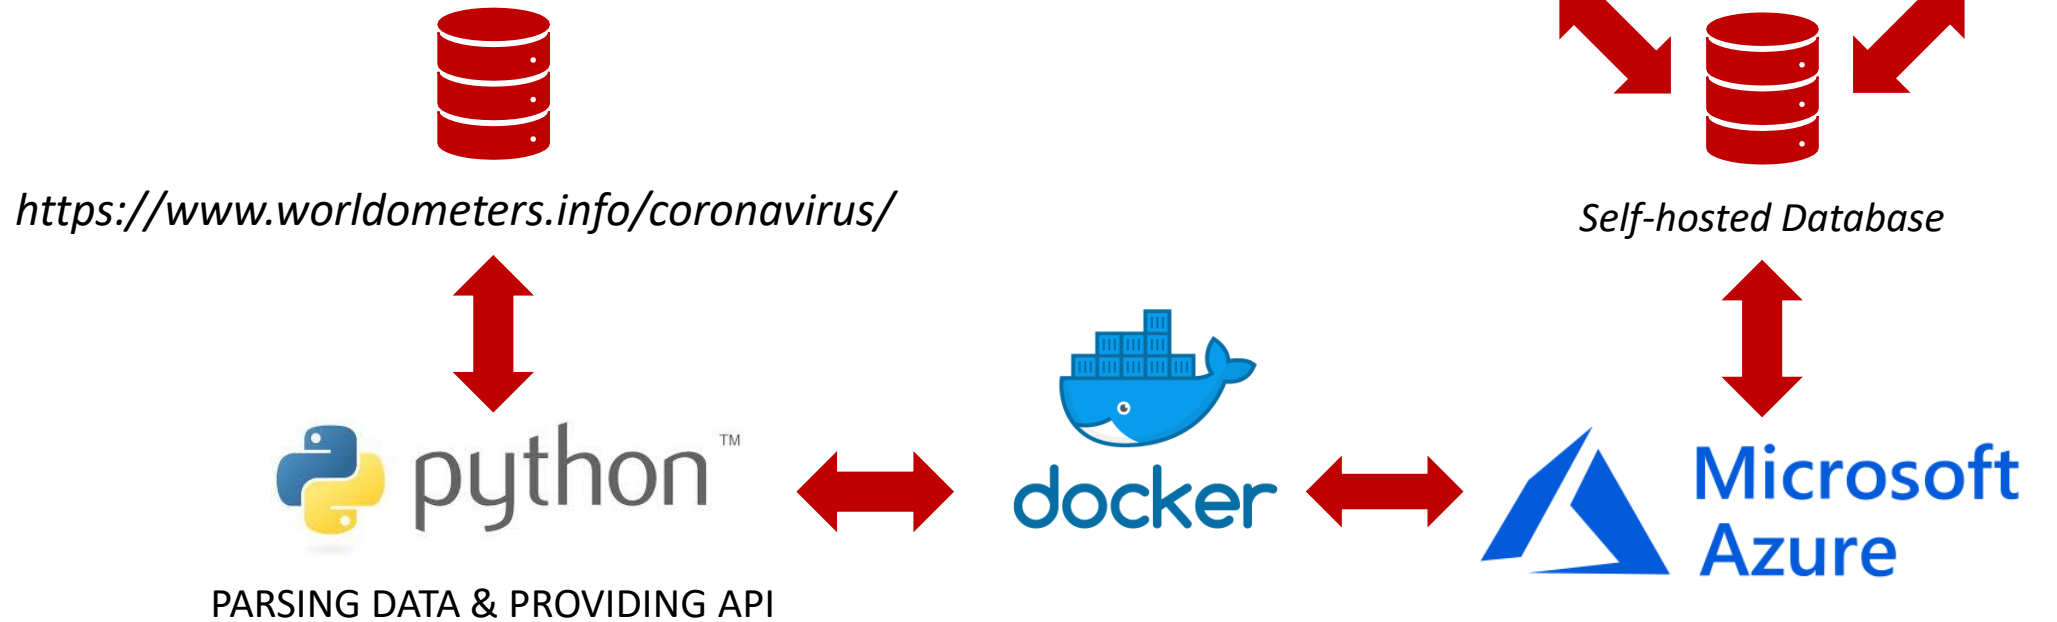 https://www.worldometers.info/coronavirus/
Self-hosted Database
python™
docker
Microsoft
Azure
PARSING DATA & PROVIDING API